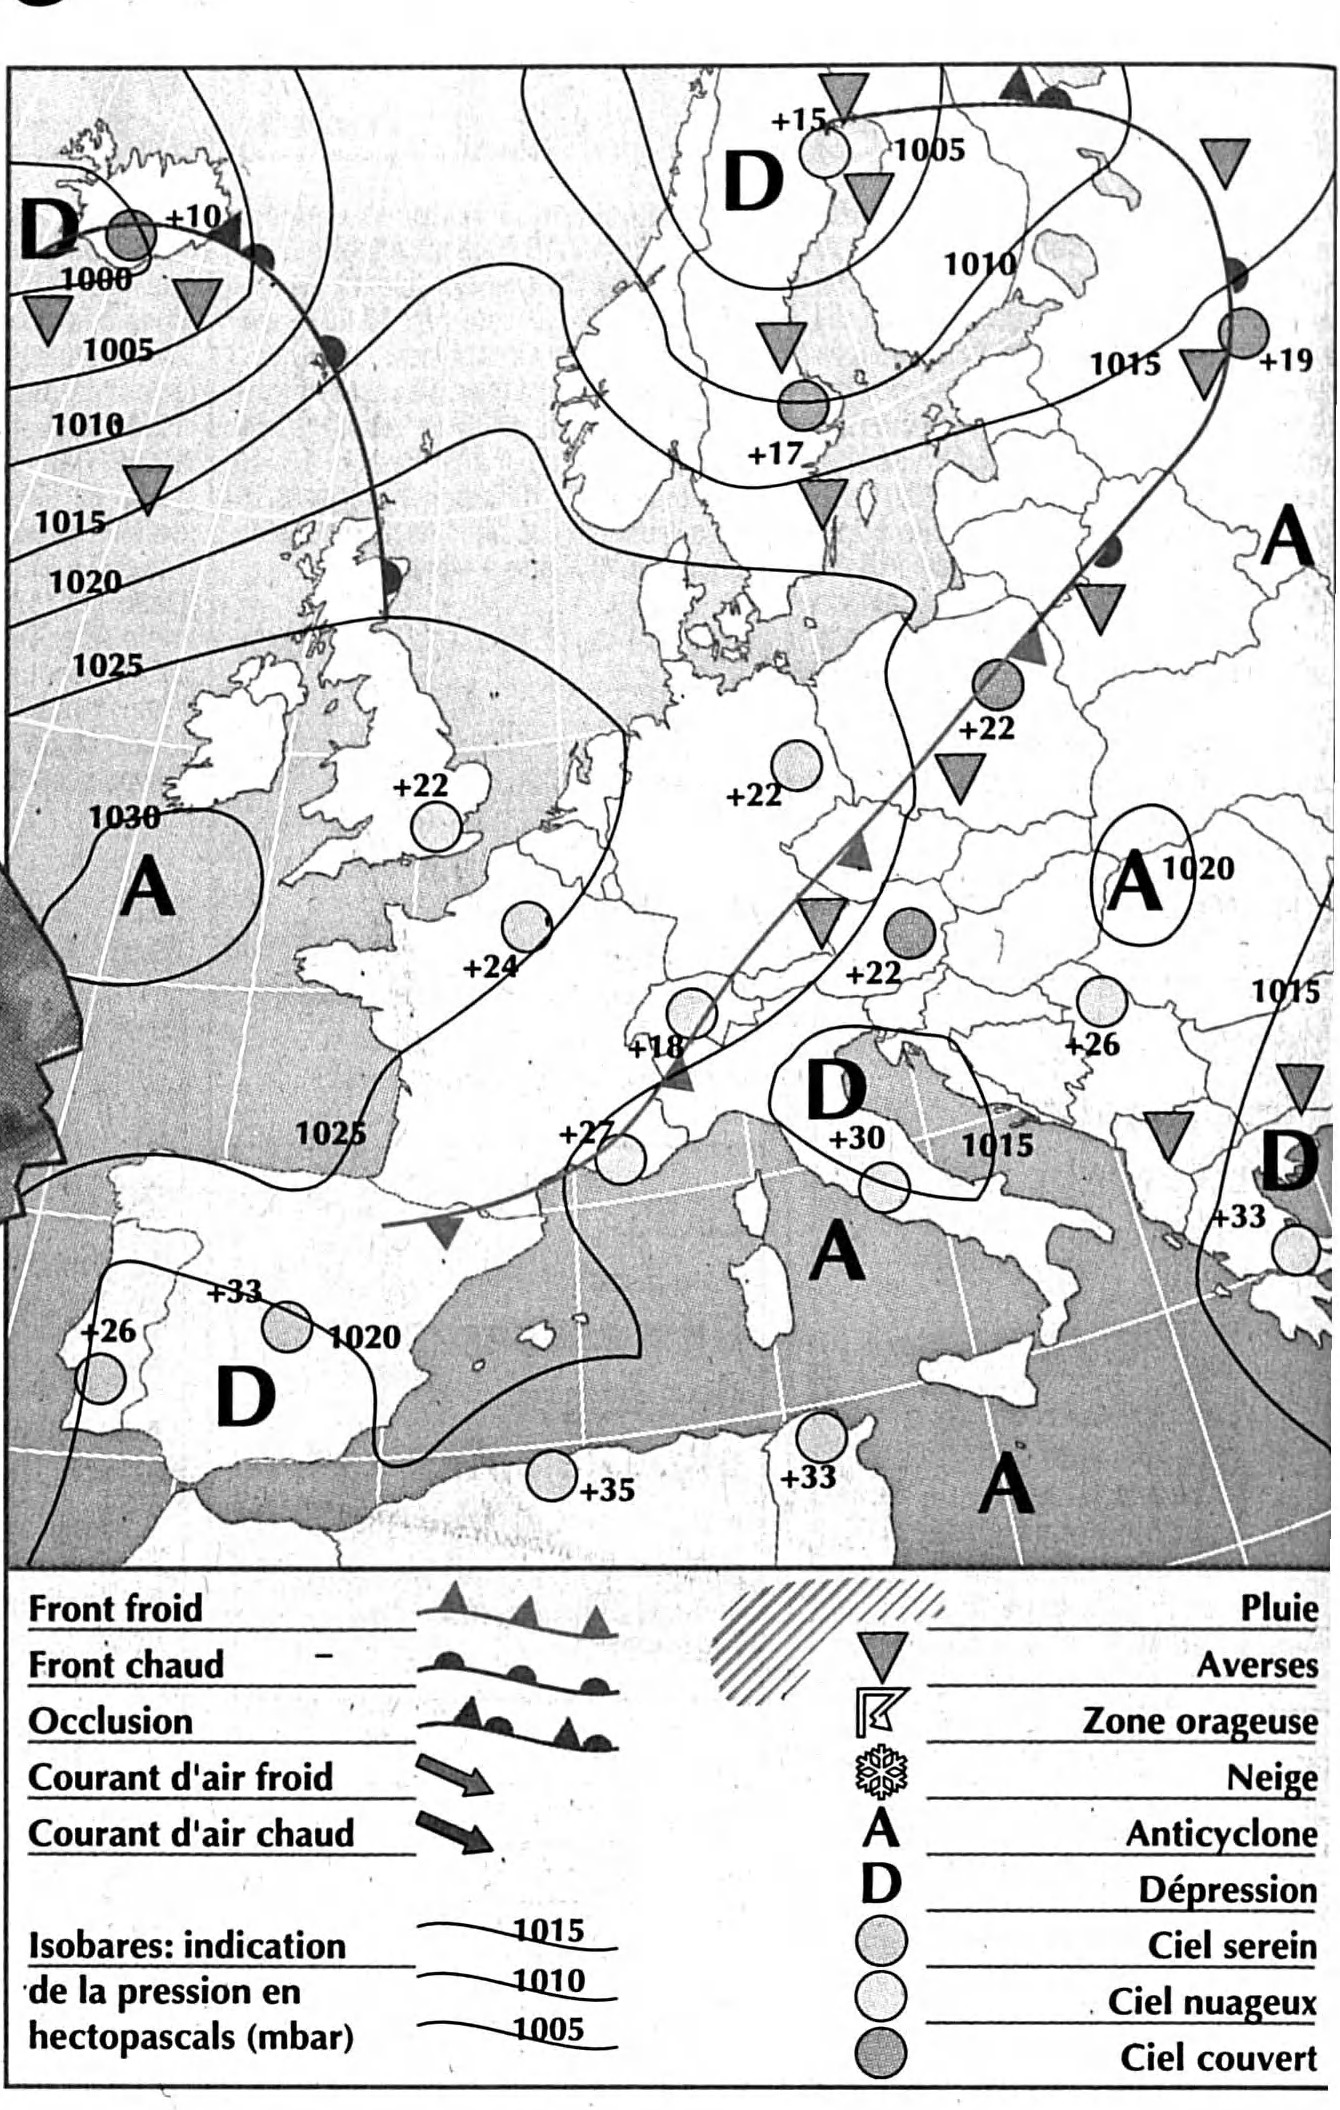 +15
1005
D
D
+10
1010
1000
1005
1015
+19
1010
+17
A
1015
1020
1025
+22
+22
+22
1030
A
A
1020
+24
+22
1015
+18
+26
D
1025
+27
+30
1015
D
+33
A
+33
+26
1020
D
+35
+33
A
Front froid
Front chaud
Occlusion
Courant d'air froid
Courant d'air chaud
Isobares: indication
de la pression en
hectopascals (mbar)
1015
1010
1005
Pluie
Averses
Zone orageuse
Neige
A Anticyclone
D Dépression
Ciel serein
Ciel nuageux
Ciel couvert